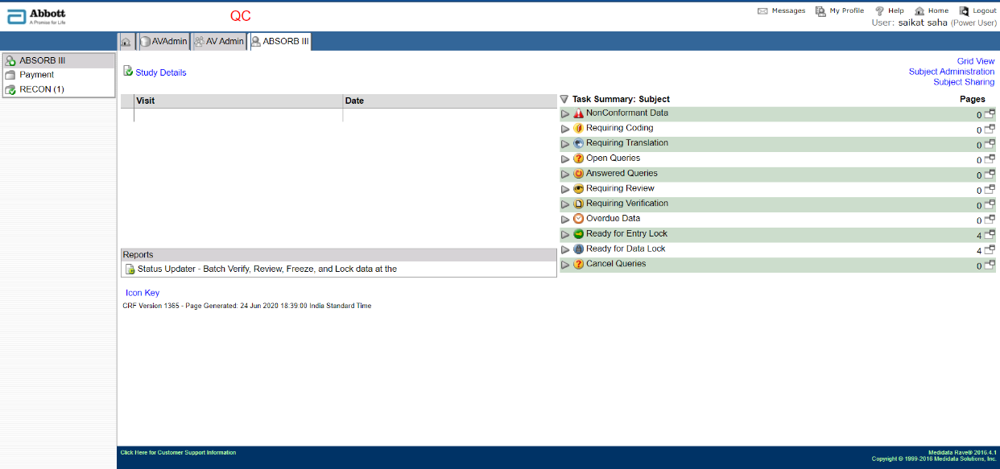 Abbott
A Promise for Life
QC
Messages My Profile Help Home Logout
User: saikat saha (Power User)
AVAdmin AV Admin ABSORB III
ABSORB III
Payment
RECON (1)
Study Details
Grid View
Subject Administration
Subject Sharing
Visit Date
Task Summary: Subject Pages
NonConformant Data 0
Requiring Coding 0
Requiring Translation 0
Open Queries 0
Answered Queries 0
Requiring Review 0
Requiring Verification 0
Overdue Data 0
Ready for Entry Lock 4
Ready for Data Lock 4
Cancel Queries 0
Reports
Status Updater - Batch Verify, Review, Freeze, and Lock data at the
Icon Key
CRF Version 1365 - Page Generated: 24 Jun 2020 18:39:00 India Standard Time
Click Here for Customer Support Information
Medidata Rave® 2016.4.1
Copyright © 1999-2016 Medidata Solutions, Inc.